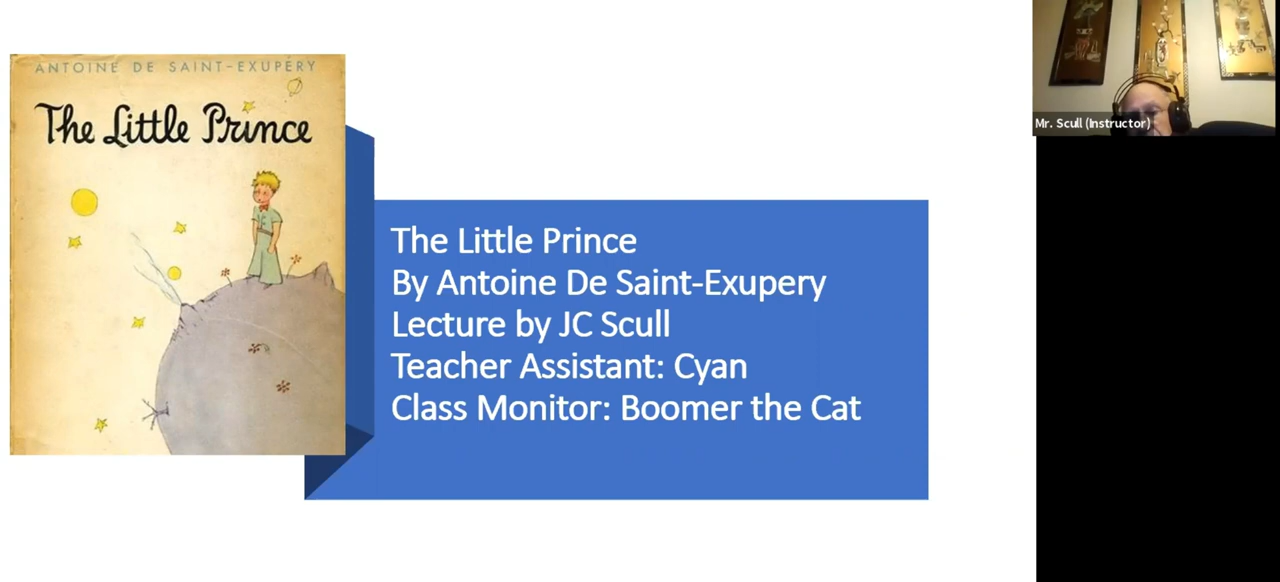 ANTOINE DE SAINT-EXUPÉRY
The Little Prince
The Little Prince
By Antoine De Saint-Exupery
Lecture by JC Scull
Teacher Assistant: Cyan
Class Monitor: Boomer the Cat
Mr. Scull (Instructor)